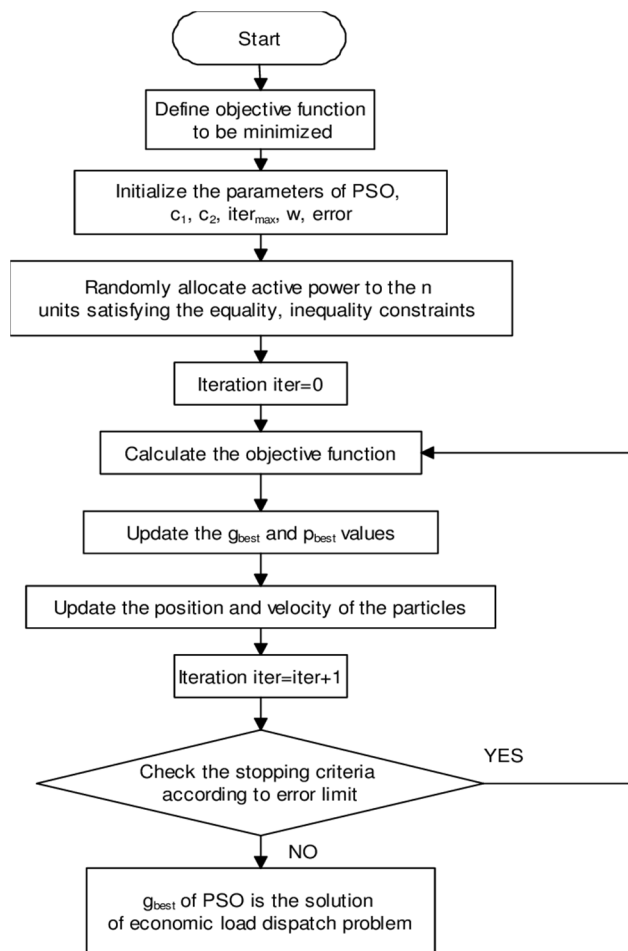 Start
Define objective function
to be minimized
Initialize the parameters of PSO,
c₁, c₂, iterₘₐₓ, w, error
Randomly allocate active power to the n
units satisfying the equality, inequality constraints
Iteration iter=0
Calculate the objective function
Update the g_best and p_best values
Update the position and velocity of the particles
Iteration iter=iter+1
Check the stopping criteria
according to error limit
YES
NO
g_best of PSO is the solution
of economic load dispatch problem